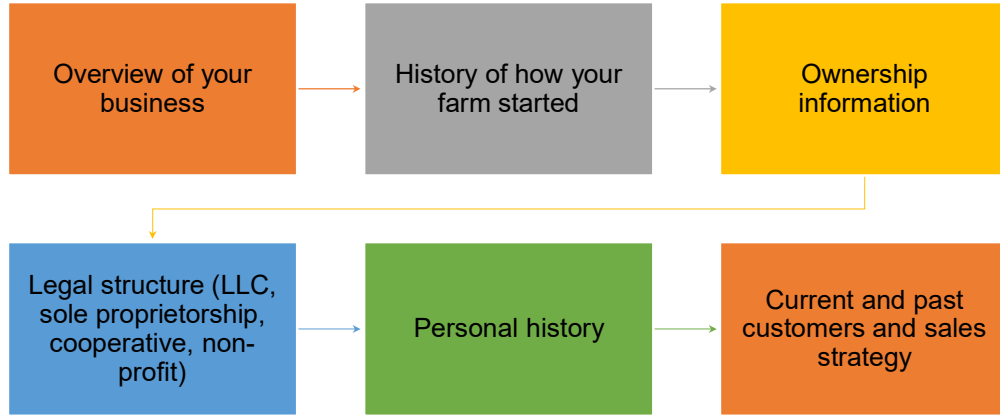 Overview of your
business
History of how your
farm started
Ownership
information
Legal structure (LLC,
sole proprietorship,
cooperative, non-
profit)
Personal history
Current and past
customers and sales
strategy